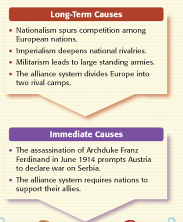 Long-Term Causes
• Nationalism spurs competition among
European nations.
• Imperialism deepens national rivalries.
• Militarism leads to large standing armies.
• The alliance system divides Europe into
two rival camps.
Immediate Causes
• The assassination of Archduke Franz
Ferdinand in June 1914 prompts Austria
to declare war on Serbia.
• The alliance system requires nations to
support their allies.